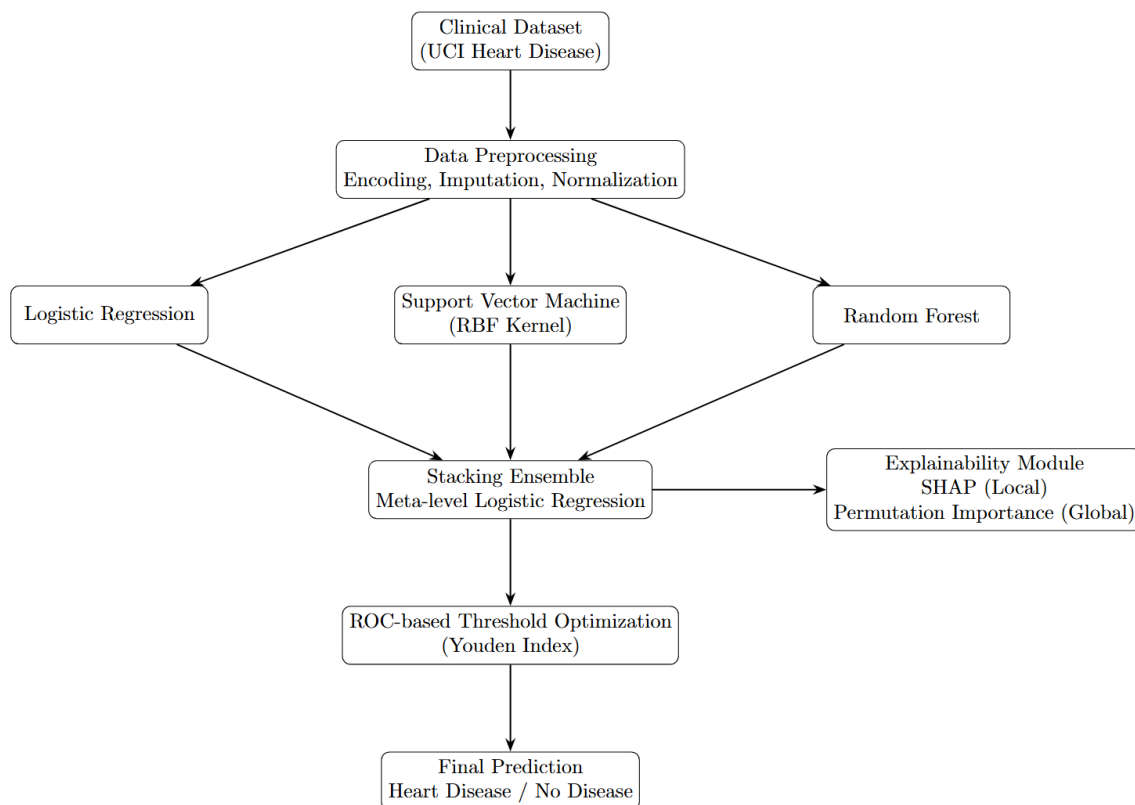 Clinical Dataset
(UCI Heart Disease)
Data Preprocessing
Encoding, Imputation, Normalization
Logistic Regression
Support Vector Machine
(RBF Kernel)
Random Forest
Stacking Ensemble
Meta-level Logistic Regression
Explainability Module
SHAP (Local)
Permutation Importance (Global)
ROC-based Threshold Optimization
(Youden Index)
Final Prediction
Heart Disease / No Disease